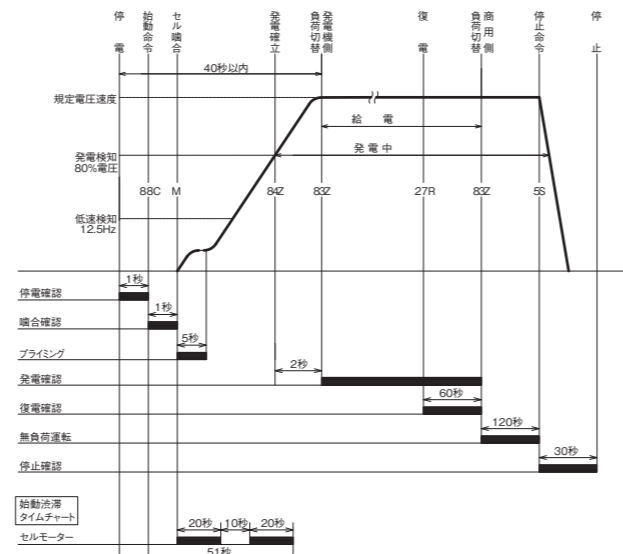 停電
始動命令
セル噛合
発電確立
発電機側
負荷切替
復電
商用側
負荷切替
停止命令
停止
40秒以内
規定電圧速度
給電
発電中
発電検知
80%電圧
88C
M
84Z
83Z
27R
83Z
5S
低速検知
12.5Hz
1秒
停電確認
1秒
噛合確認
5秒
プライミング
2秒
発電確認
60秒
復電確認
120秒
無負荷運転
30秒
停止確認
始動渋滞
タイムチャート
20秒
10秒
20秒
セルモーター
51秒